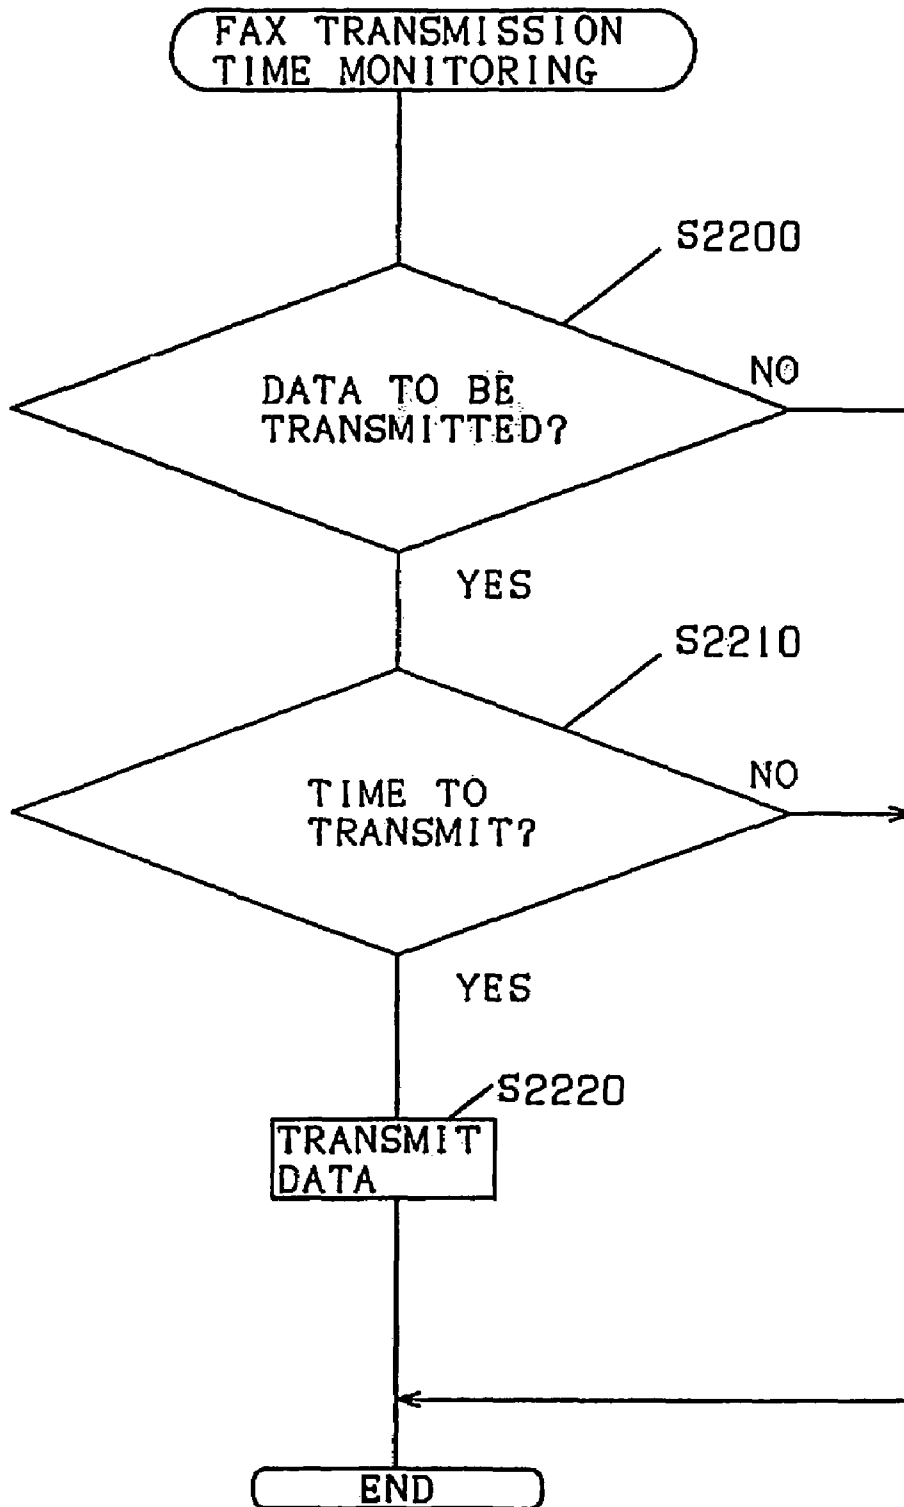 FAX TRANSMISSION
TIME MONITORING
S2200
DATA TO BE
TRANSMITTED?
NO
YES
S2210
TIME TO
TRANSMIT?
NO
YES
S2220
TRANSMIT
DATA
END